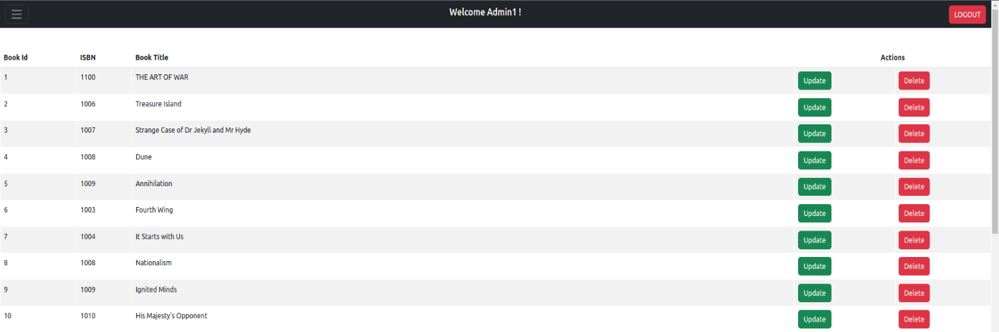 Welcome Admin1 !
LOGOUT
Book Id ISBN Book Title Actions
1 1100 THE ART OF WAR Update Delete
2 1006 Treasure Island Update Delete
3 1007 Strange Case of Dr Jekyll and Mr Hyde Update Delete
4 1008 Dune Update Delete
5 1009 Annihilation Update Delete
6 1003 Fourth Wing Update Delete
7 1004 It Starts with Us Update Delete
8 1008 Nationalism Update Delete
9 1009 Ignited Minds Update Delete
10 1010 His Majesty's Opponent Update Delete